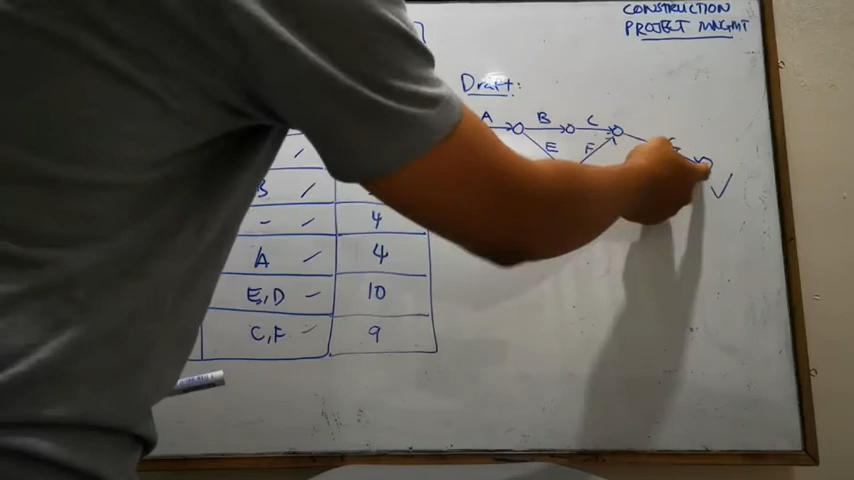 CONSTRUCTION
PROJECT MNGMT
Draft:
A B C
E F
B
- 4
A 4
E,D 10
C,F 9